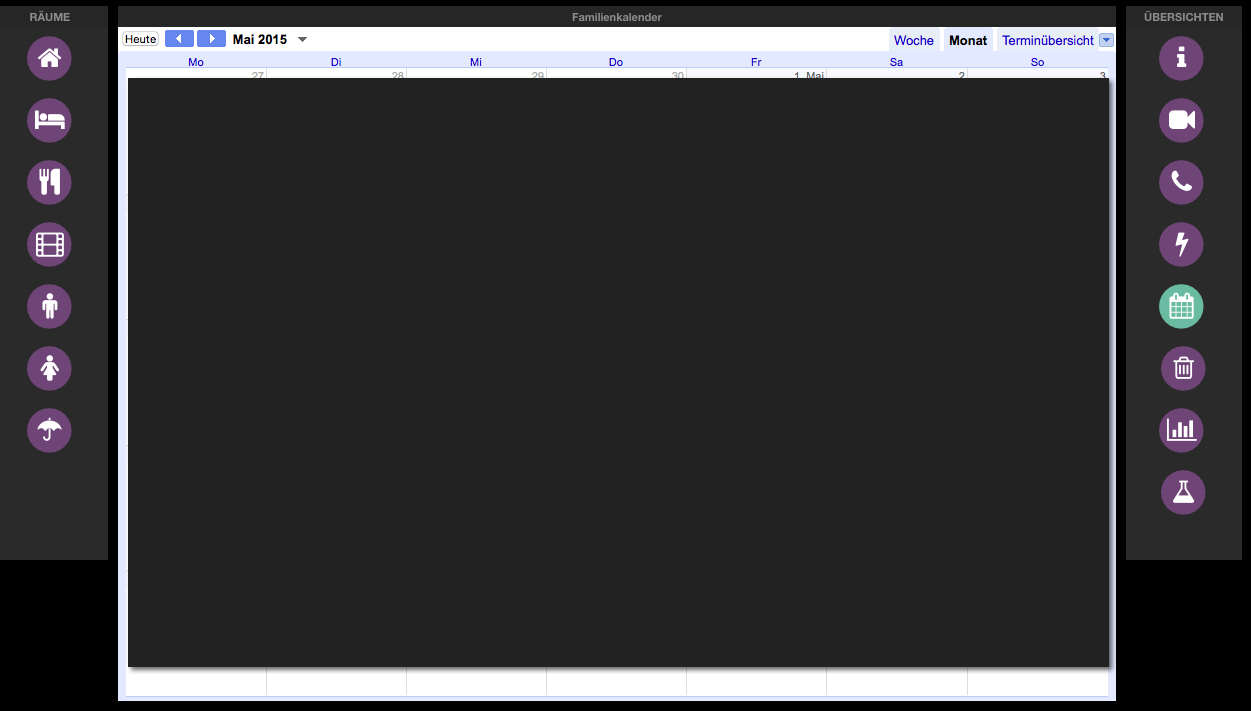 RÄUME
Familienkalender
ÜBERSICHTEN
Heute Mai 2015 Woche Monat Terminübersicht
Mo Di Mi Do Fr Sa So
27 28 29 30 1. Mai 2 3